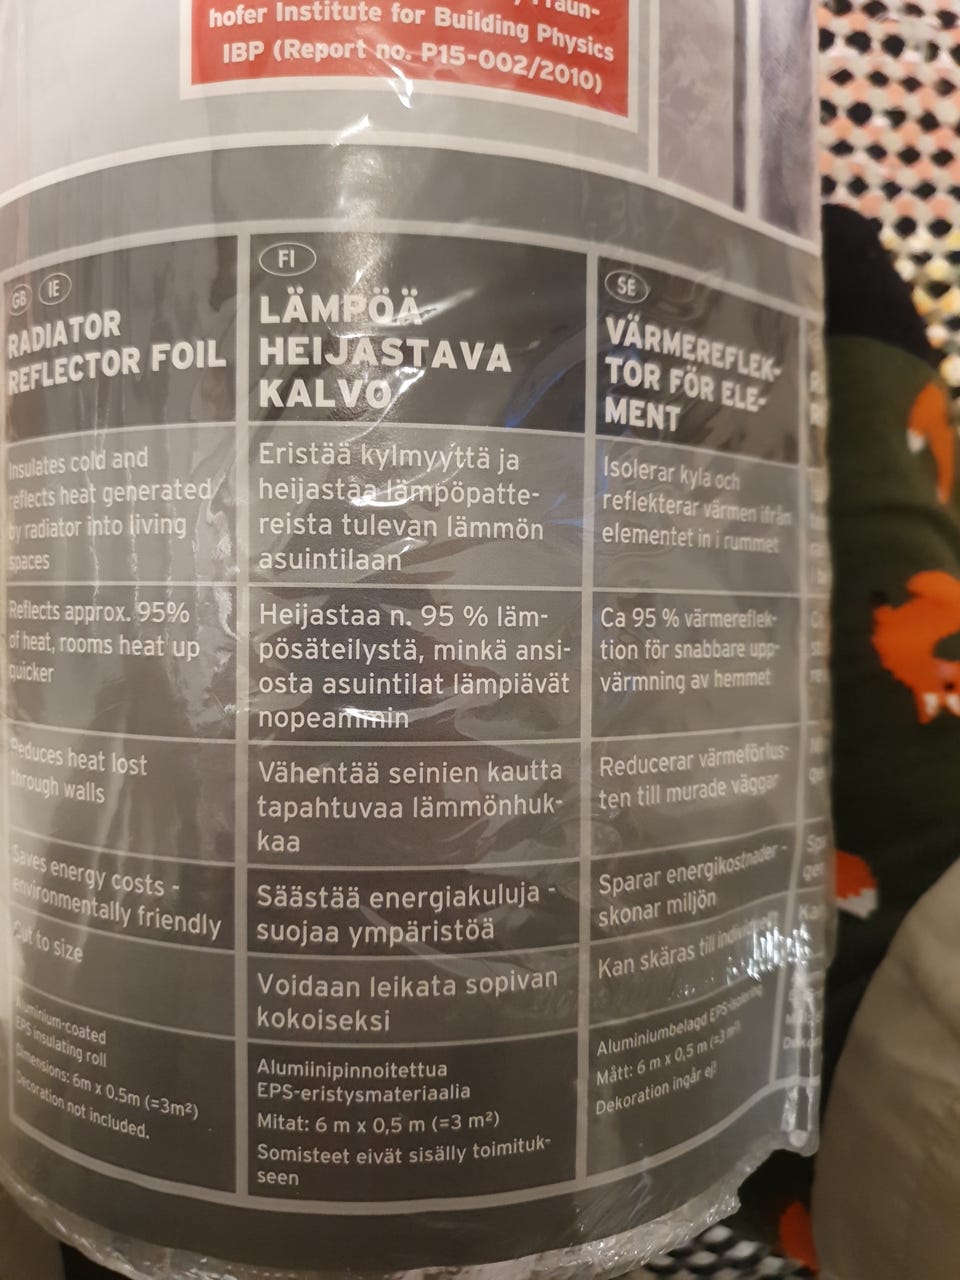 hofer Institute for Building Physics
IBP (Report no. P15-002/2010)
GB IE
RADIATOR
REFLECTOR FOIL
Insulates cold and
reflects heat generated
by radiator into living
spaces
Reflects approx. 95%
of heat, rooms heat up
quicker
Reduces heat lost
through walls
Saves energy costs -
environmentally friendly
Cut to size
Aluminium-coated
EPS insulating roll
Dimensions: 6m x 0.5m (=3m²)
Decoration not included.
FI
LÄMPÖÄ
HEIJASTAVA
KALVO
Eristää kylmyyttä ja
heijastaa lämpöpatte-
reista tulevan lämmön
asuintilaan
Heijastaa n. 95 % läm-
pösäteilystä, minkä ansi-
osta asuintilat lämpiävät
nopeammin
Vähentää seinien kautta
tapahtuvaa lämmönhuk-
kaa
Säästää energiakuluja -
suojaa ympäristöä
Voidaan leikata sopivan
kokoiseksi
Alumiinipinnoitettua
EPS-eristysmateriaalia
Mitat: 6 m x 0,5 m (=3 m²)
Somisteet eivät sisälly toimituk-
seen
SE
VÄRMEREFLEK-
TOR FÖR ELE-
MENT
Isolerar kyla och
reflekterar värmen ifrån
elementet in i rummet
Ca 95 % värmereflek-
tion för snabbare upp-
värmning av hemmet
Reducerar värmeförlus-
ten till murade väggar
Sparar energikostnader -
skonar miljön
Kan skäras till
Aluminiumbelagd EPS-isolering
Mått: 6 m x 0,5 m (=3 m²)
Dekoration ingår ej!